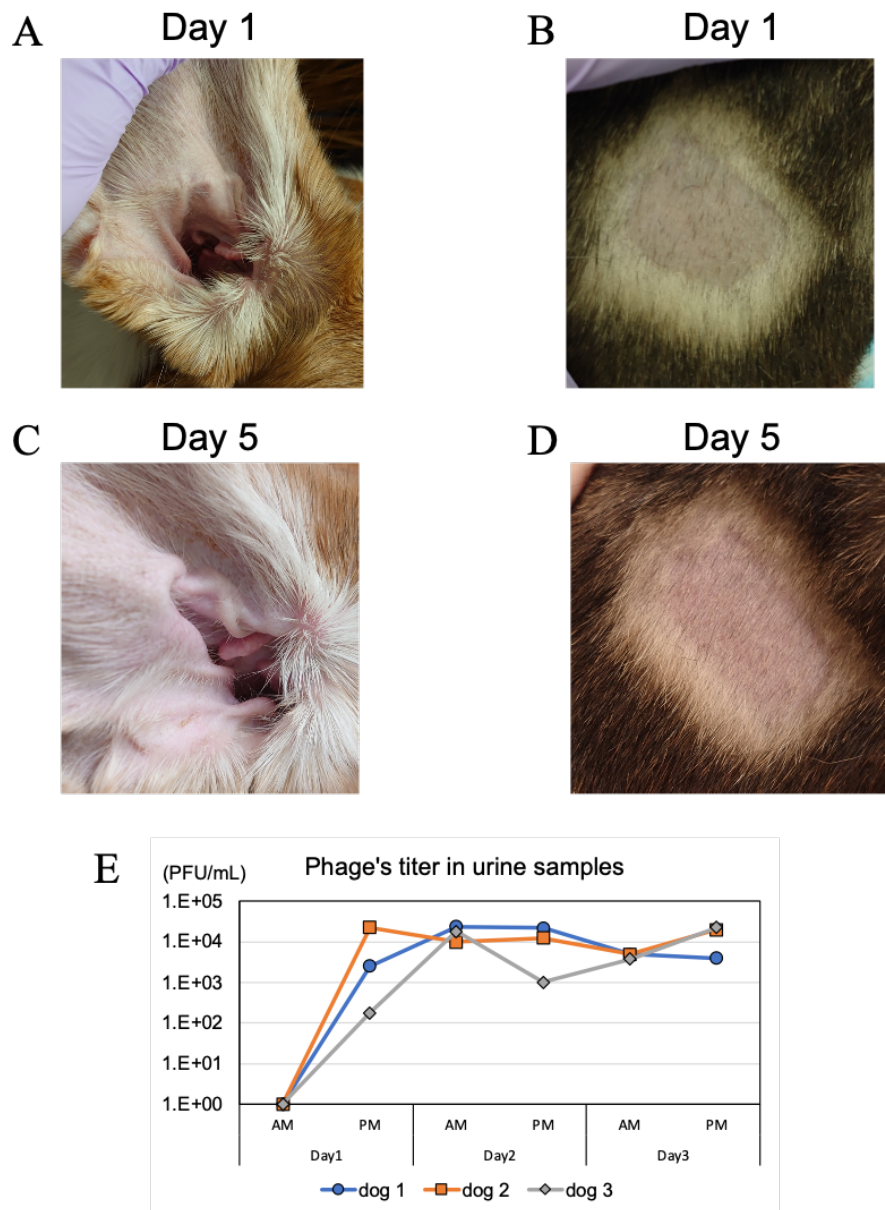 A Day 1
B Day 1
C Day 5
D Day 5
E (PFU/mL) Phage's titer in urine samples
1.E+05
1.E+04
1.E+03
1.E+02
1.E+01
1.E+00
AM PM AM PM AM PM
Day1 Day2 Day3
dog 1 dog 2 dog 3